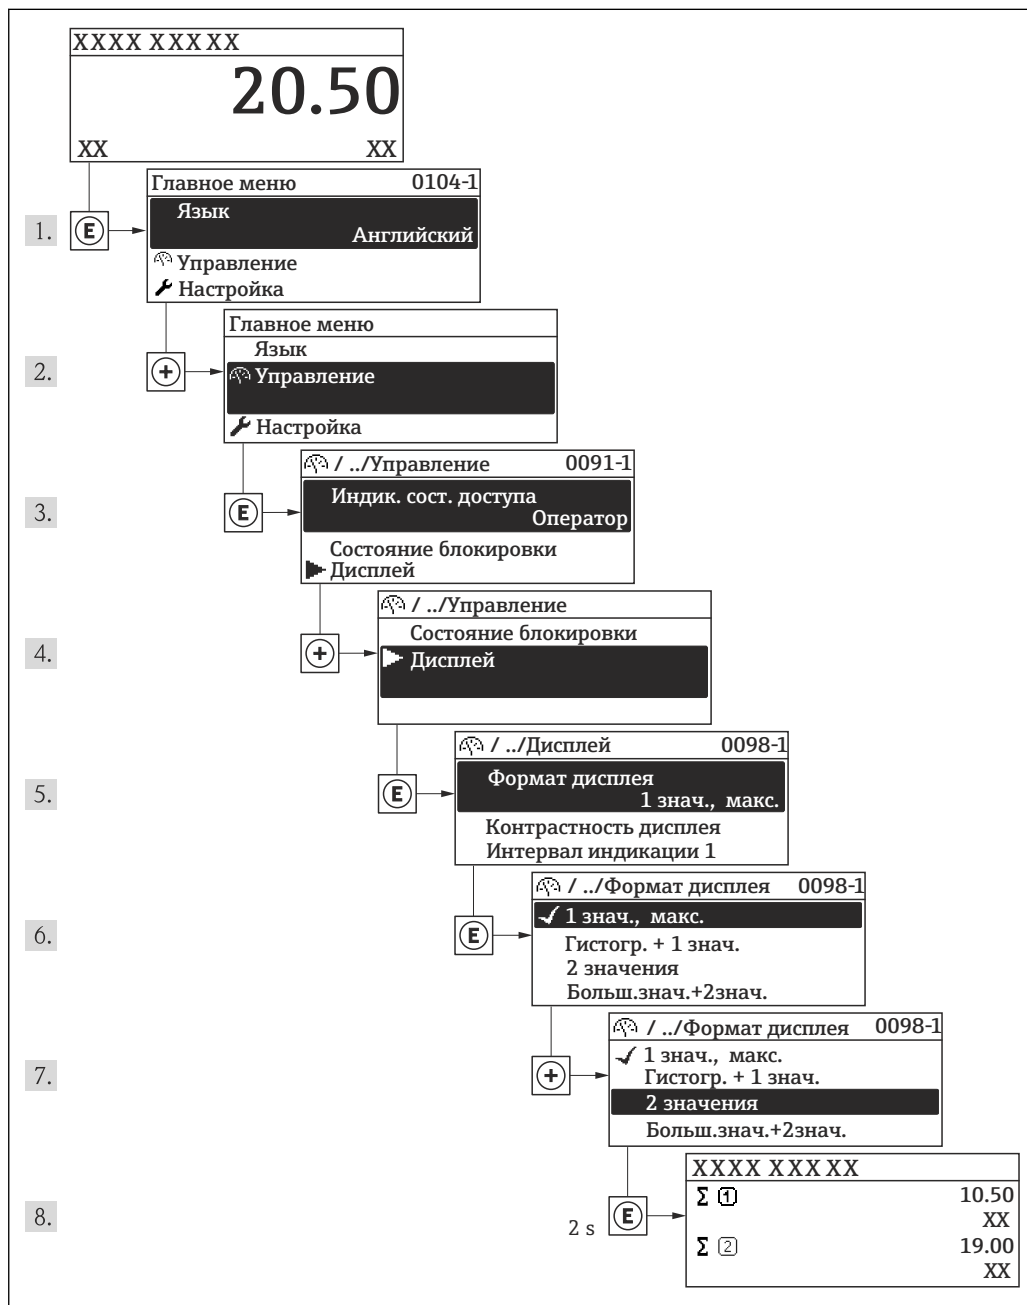 XXXX XXX XX
20.50
XX XX
Главное меню 0104-1
Язык
Английский
1. E
Управление
Настройка
Главное меню
Язык
2. +
Управление
Настройка
/ ../Управление 0091-1
Индик. сост. доступа
Оператор
3. E
Состояние блокировки
Дисплей
/ ../Управление
Состояние блокировки
4. +
Дисплей
/ ../Дисплей 0098-1
Формат дисплея
1 знач., макс.
5. E
Контрастность дисплея
Интервал индикации 1
/ ../Формат дисплея 0098-1
1 знач., макс.
6. E
Гистогр. + 1 знач.
2 значения
Больш.знач.+2знач.
/ ../Формат дисплея 0098-1
1 знач., макс.
Гистогр. + 1 знач.
7. +
2 значения
Больш.знач.+2знач.
XXXX XXX XX
Σ 1 10.50
XX
8. 2 s E
Σ 2 19.00
XX